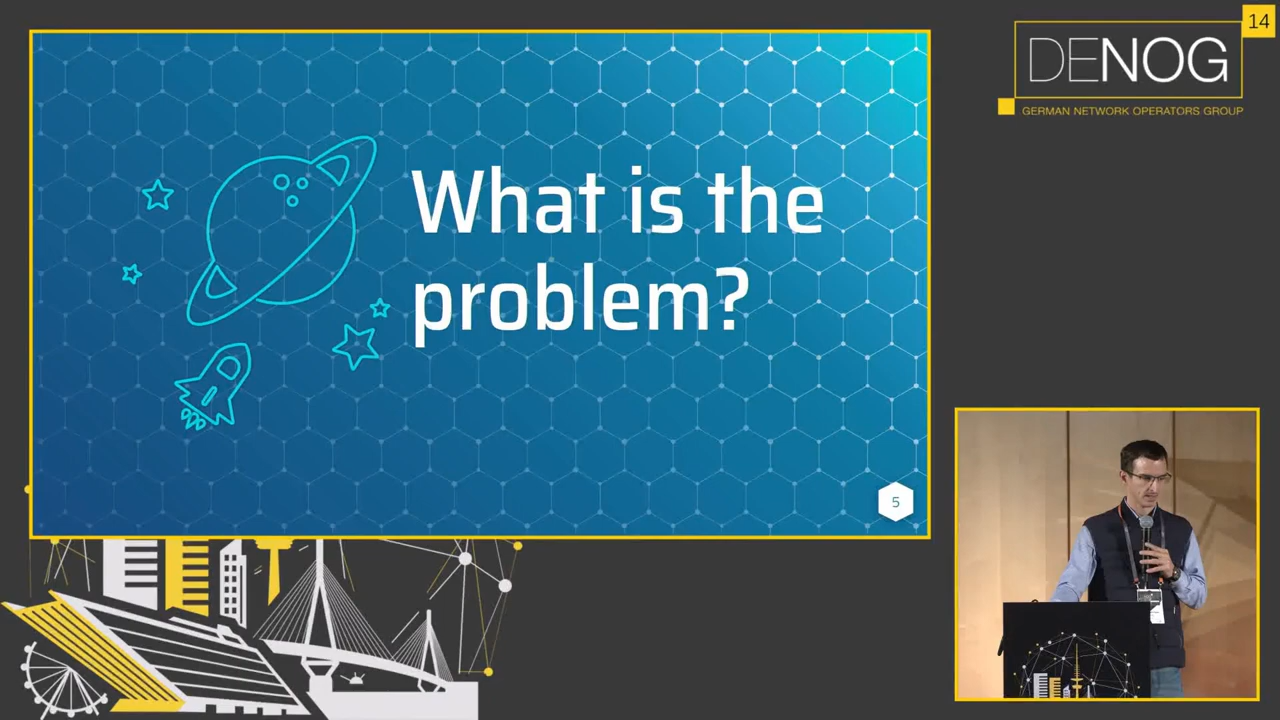 What is the
problem?
5
14
DENOG
GERMAN NETWORK OPERATORS GROUP